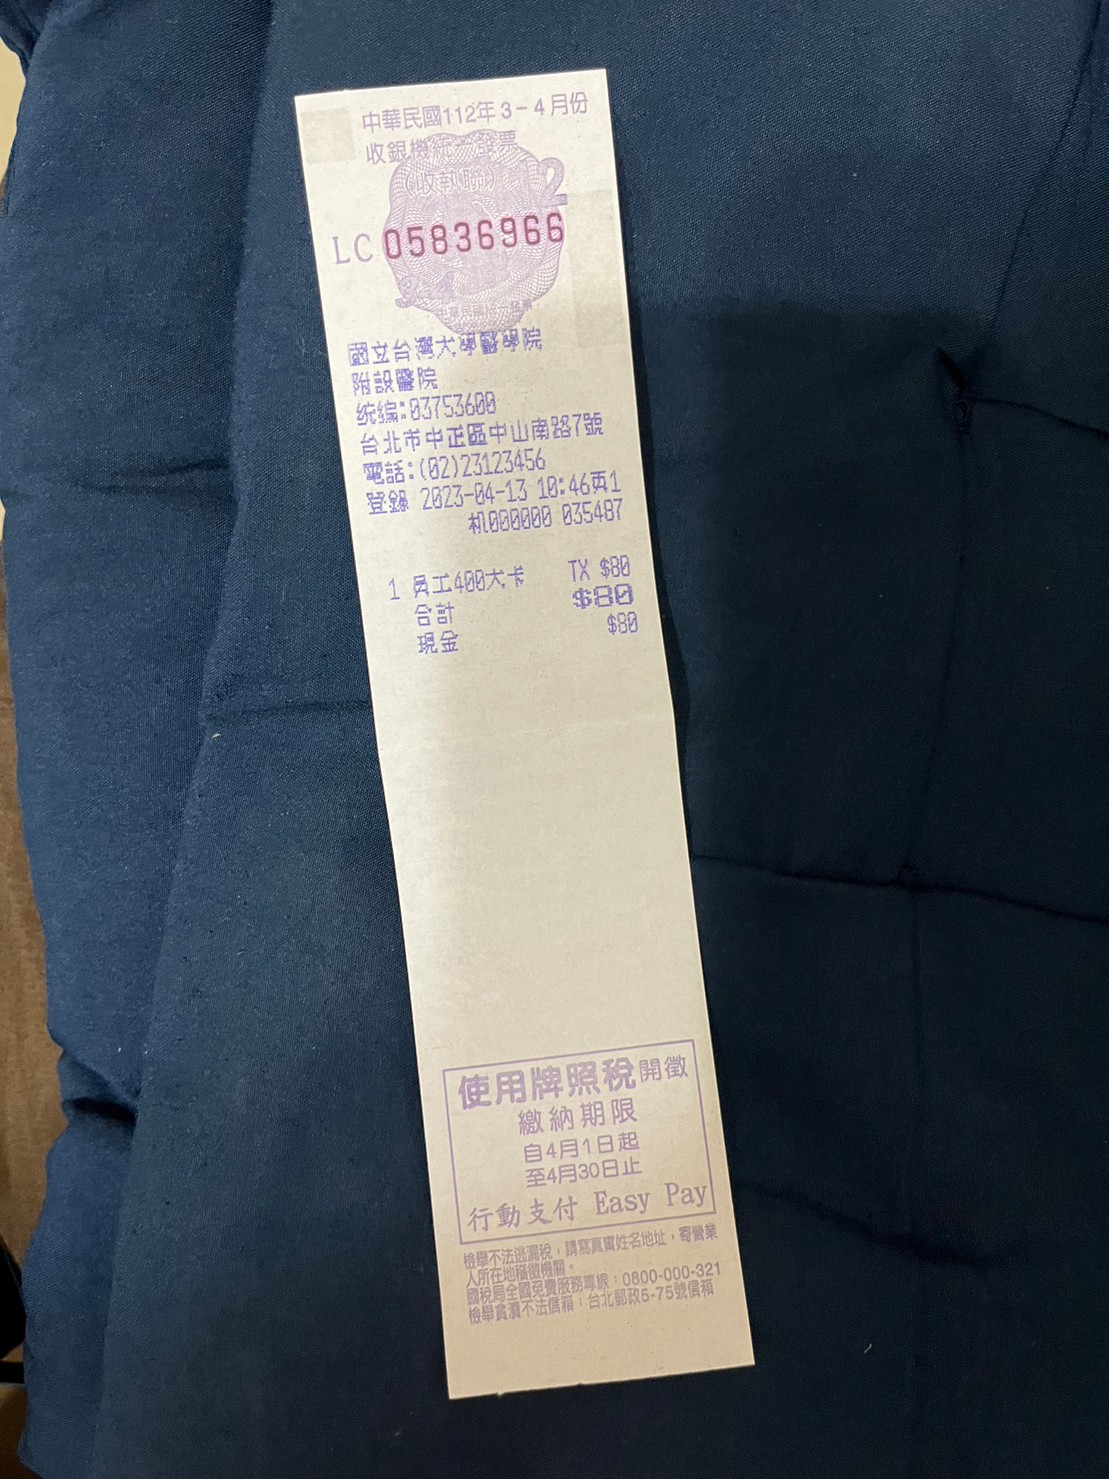 中華民國112年3-4月份
收銀機統一發票
(收執聯)
LC 05836966
3-4
國立台灣大學醫學院
附設醫院
統編:03753600
台北市中正區中山南路7號
電話:(02)23123456
登錄 2023-04-13 10:46頁1
机000000 035487
1 員工400大卡 TX $80
合計 $80
現金 $80
使用牌照稅開徵
繳納期限
自4月1日起
至4月30日止
行動支付 Easy Pay
檢舉不法逃漏稅,請寫真實姓名地址,寄營業
人所在地稽徵機關。
國稅局全國免費服務專線:0800-000-321
檢舉貪瀆不法信箱:台北郵政5-75號信箱